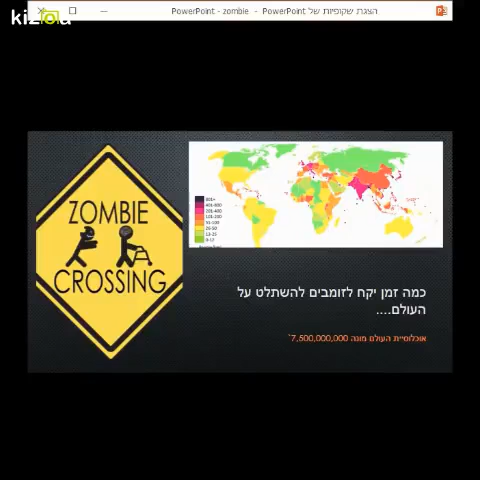 kizoa
PowerPoint - zombie - PowerPoint הצגת שקופיות של
ZOMBIE
CROSSING
כמה זמן יקח לזומבים להשתלט על
העולם....
אוכלוסיית העולם מונה 7,500,000,000